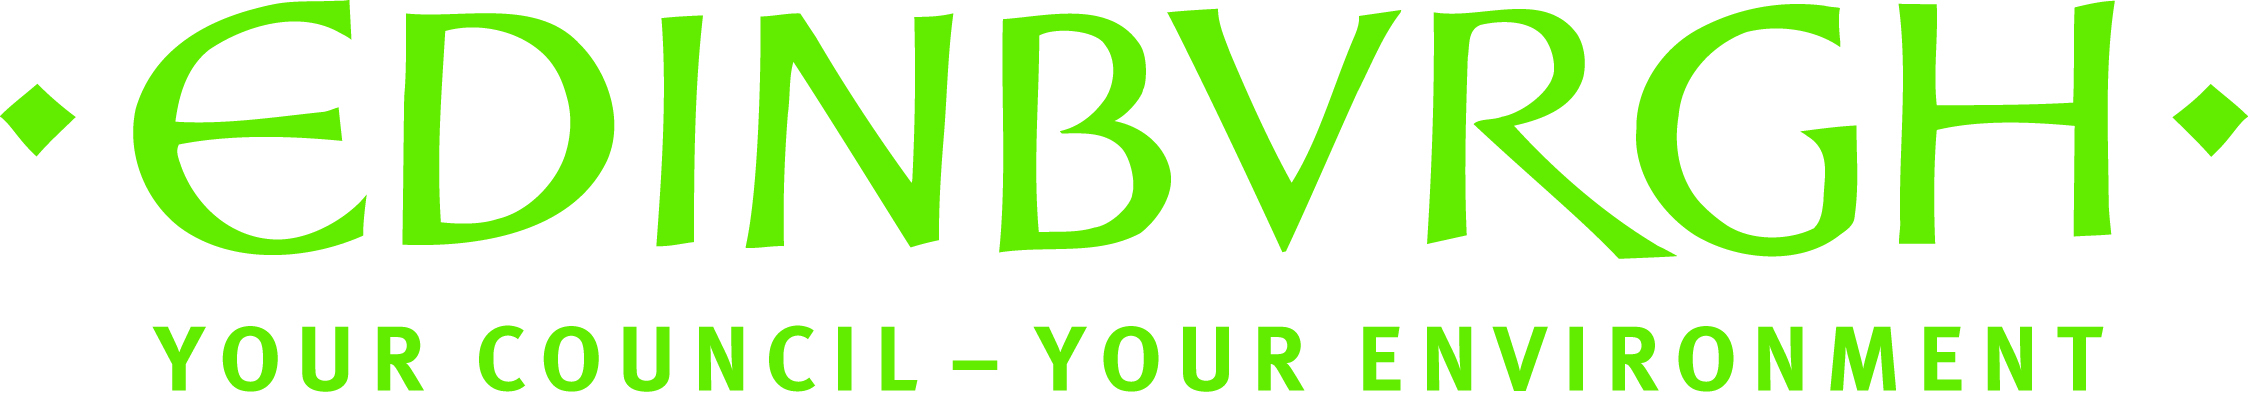 EDINBVRGH
YOUR COUNCIL – YOUR ENVIRONMENT